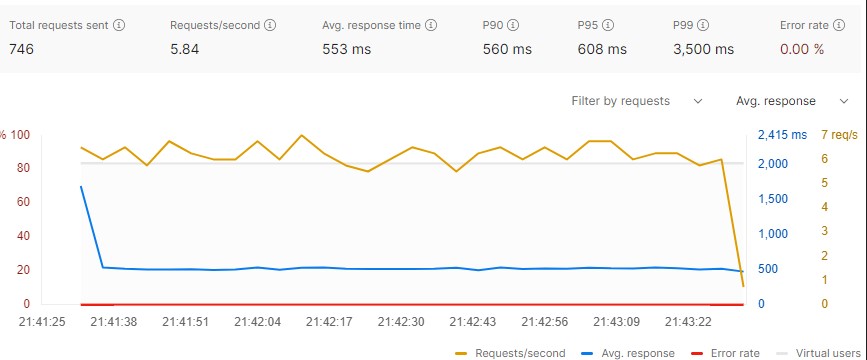 Total requests sent Requests/second Avg. response time P90 P95 P99 Error rate
746 5.84 553 ms 560 ms 608 ms 3,500 ms 0.00 %
Filter by requests Avg. response
% 100 2,415 ms 7 req/s
80 2,000 6
60 1,500 5
40 1,000 4
3
20 500 2
1
0 0 0
21:41:25 21:41:38 21:41:51 21:42:04 21:42:17 21:42:30 21:42:43 21:42:56 21:43:09 21:43:22
Requests/second Avg. response Error rate Virtual users